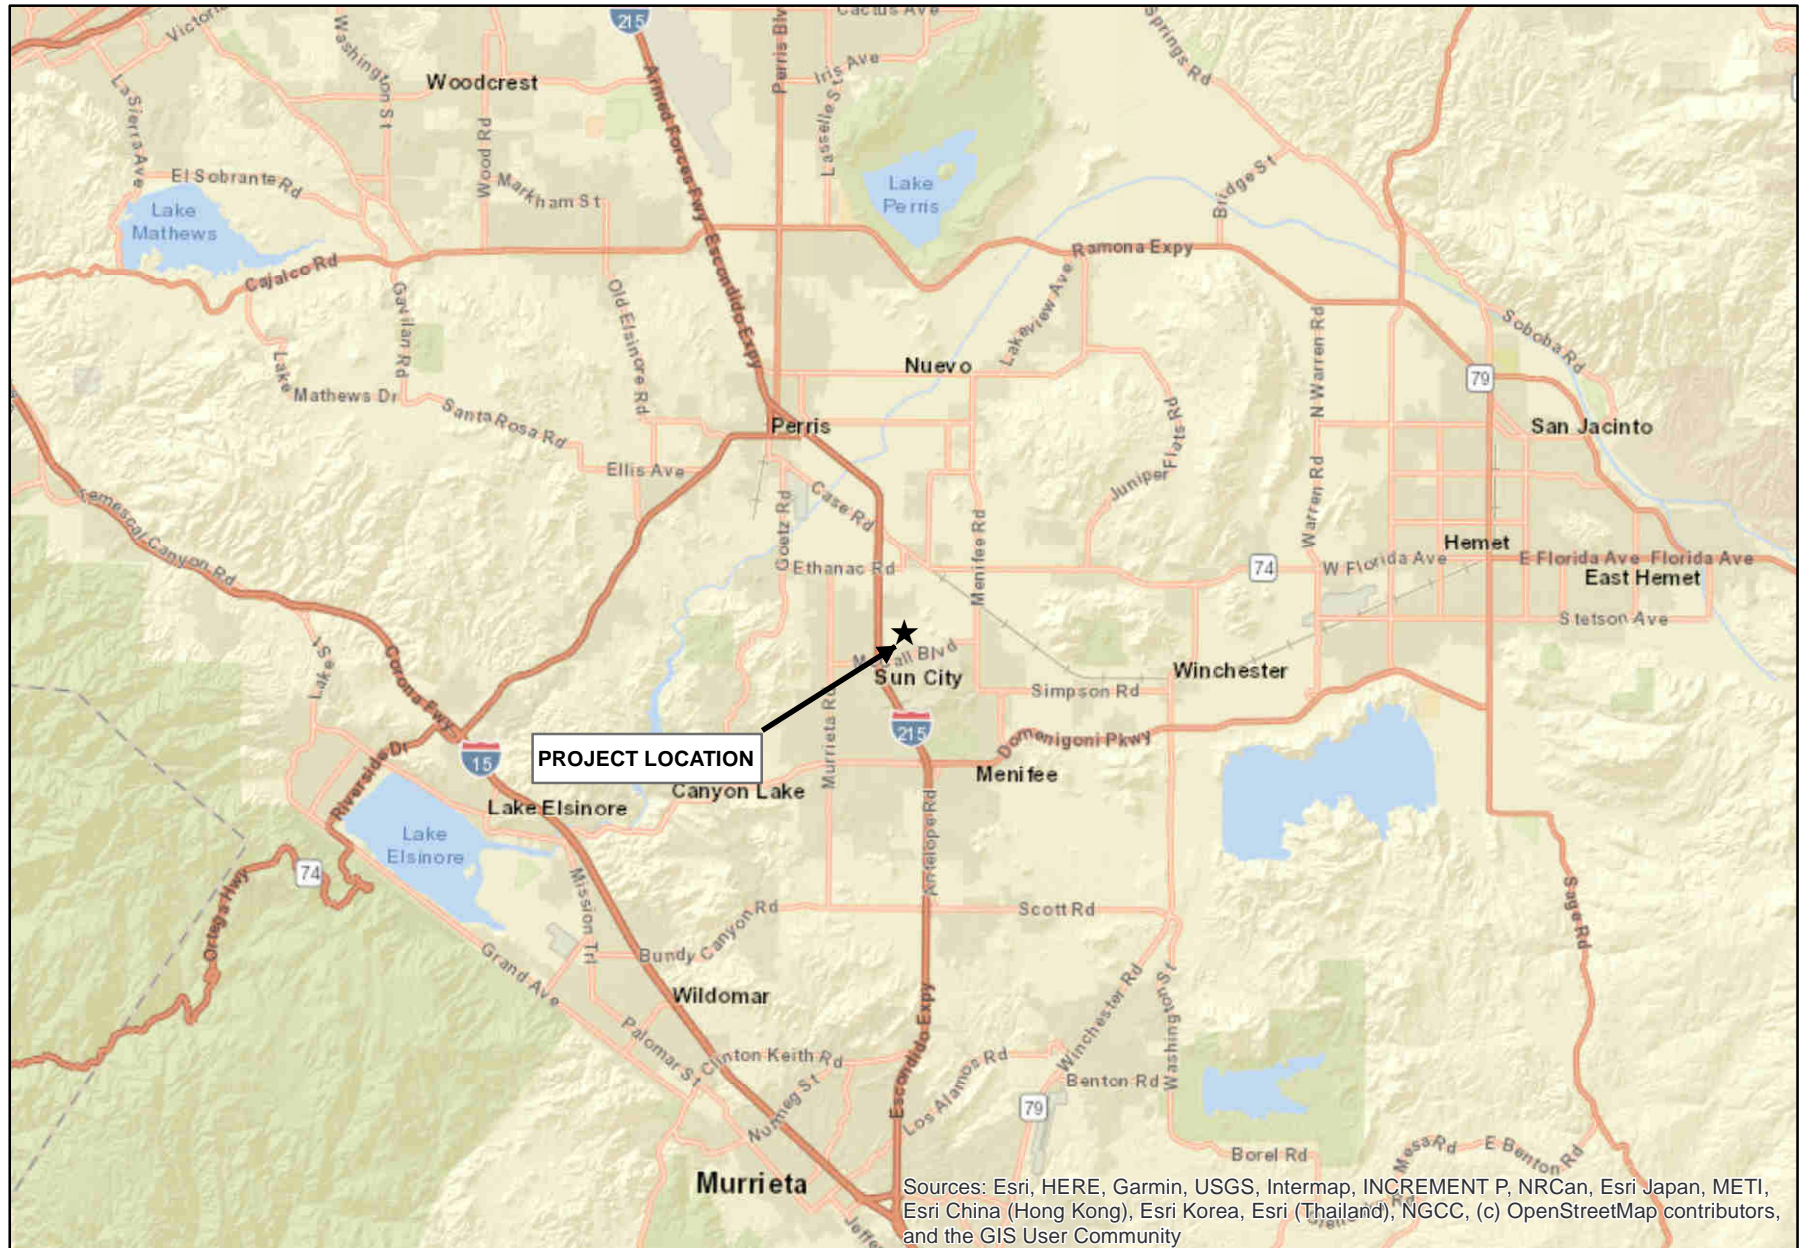 215
Cactus Ave
Victoria
Washington St
Perris Blv
Iris Ave
Springs Rd
La Sierra Ave
Woodcrest
Armed Forces Fwy
Lasselle St
Wood Rd
El Sobrante Rd
Markham St
Lake
Perris
Bridge St
Lake
Mathews
Cajalco Rd
Escondido Expy
Ramona Expy
Gavilan Rd
Old Elsinore Rd
Lakeview Ave
N Warren Rd
Soboba Rd
Lake
Mathews Dr
Nuevo
79
Santa Rosa Rd
Perris
Juniper Flats Rd
San Jacinto
Ellis Ave
Temescal Canyon Rd
Case Rd
Goetz Rd
Menifee Rd
Warren Rd
Hemet
Ethanac Rd
74
W Florida Ave
E Florida Ave
Florida Ave
East Hemet
Stetson Ave
Lake
Corona Fwy
Blvd
Sun City
Winchester
Murrieta Rd
Simpson Rd
215
Domenigoni Pkwy
PROJECT LOCATION
15
Riverside Dr
Menifee
Canyon Lake
Lake Elsinore
Lake
Elsinore
Antelope Rd
74
Ortega Hwy
Mission Trl
Scott Rd
Sage Rd
Grand Ave
Bundy Canyon Rd
Wildomar
Escondido Expy
Winchester Rd
Washington St
Palomar St
Clinton Keith Rd
Los Alamos Rd
Benton Rd
Nutmeg St
79
Borel Rd
Mesa Rd
E Benton Rd
Murrieta
Sources: Esri, HERE, Garmin, USGS, Intermap, INCREMENT P, NRCan, Esri Japan, METI,
Esri China (Hong Kong), Esri Korea, Esri (Thailand), NGCC, (c) OpenStreetMap contributors,
and the GIS User Community